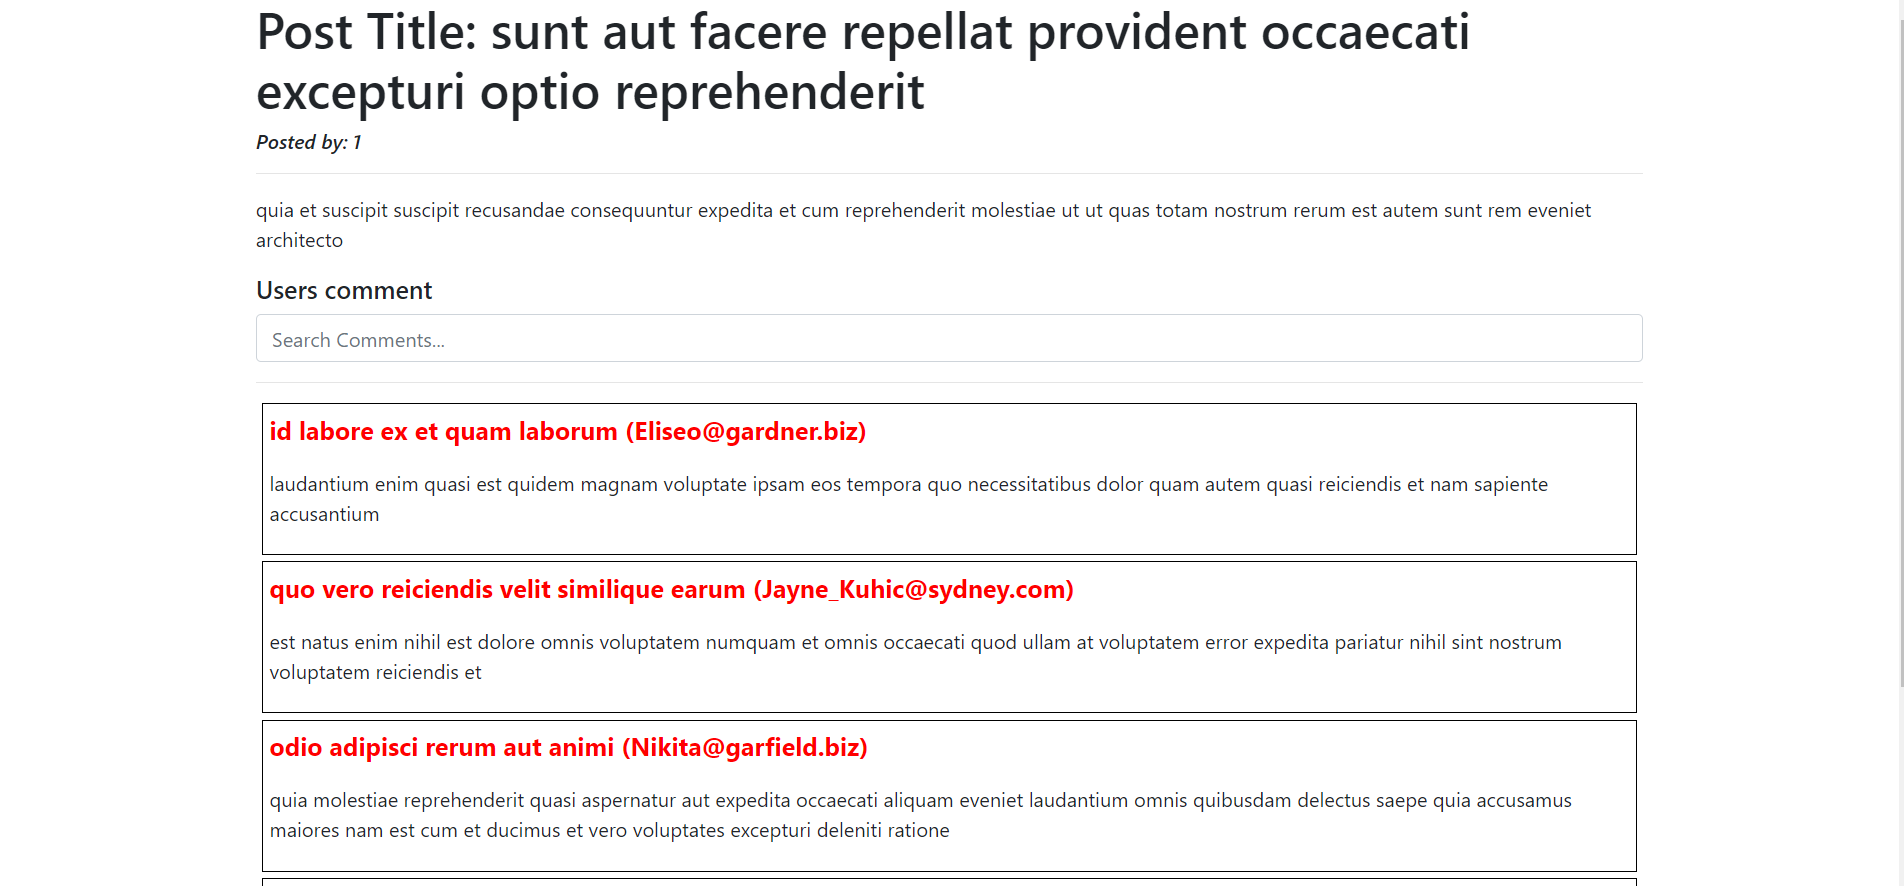 Post Title: sunt aut facere repellat provident occaecati
excepturi optio reprehenderit
Posted by: 1
quia et suscipit suscipit recusandae consequuntur expedita et cum reprehenderit molestiae ut ut quas totam nostrum rerum est autem sunt rem eveniet
architecto
Users comment
Search Comments...
id labore ex et quam laborum (Eliseo@gardner.biz)
laudantium enim quasi est quidem magnam voluptate ipsam eos tempora quo necessitatibus dolor quam autem quasi reiciendis et nam sapiente
accusantium
quo vero reiciendis velit similique earum (Jayne_Kuhic@sydney.com)
est natus enim nihil est dolore omnis voluptatem numquam et omnis occaecati quod ullam at voluptatem error expedita pariatur nihil sint nostrum
voluptatem reiciendis et
odio adipisci rerum aut animi (Nikita@garfield.biz)
quia molestiae reprehenderit quasi aspernatur aut expedita occaecati aliquam eveniet laudantium omnis quibusdam delectus saepe quia accusamus
maiores nam est cum et ducimus et vero voluptates excepturi deleniti ratione